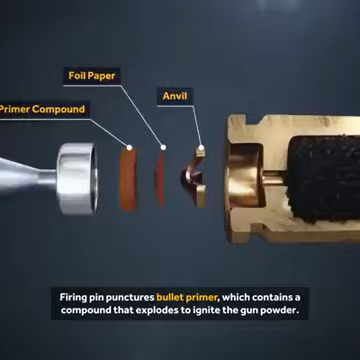 Foil Paper
Anvil
Primer Compound
Firing pin punctures bullet primer, which contains a
compound that explodes to ignite the gun powder.